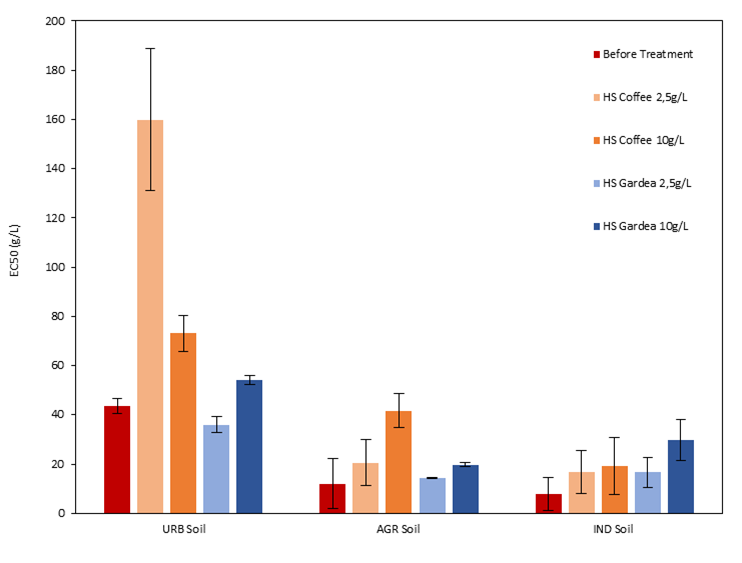 200
180
160
140
120
100
80
60
40
20
0
EC50 (g/L)
Before Treatment
HS Coffee 2,5g/L
HS Coffee 10g/L
HS Gardea 2,5g/L
HS Gardea 10g/L
URB Soil
AGR Soil
IND Soil